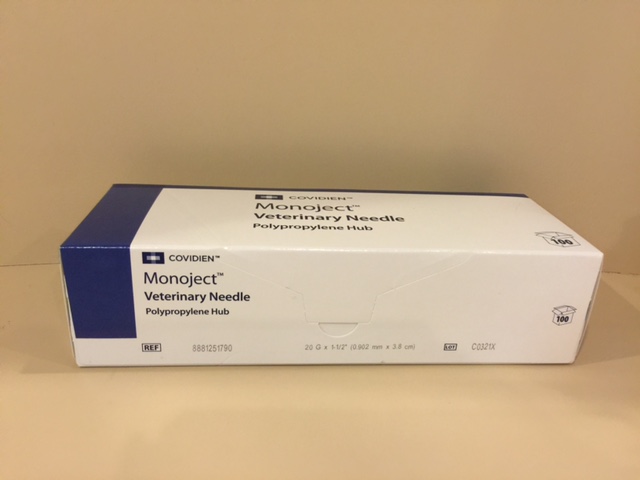 COVIDIEN™
Monoject™
Veterinary Needle
Polypropylene Hub
100
COVIDIEN™
Monoject™
Veterinary Needle
Polypropylene Hub
100
REF 8881251790 20 G x 1-1/2" (0.902 mm x 3.8 cm) LOT C0321X